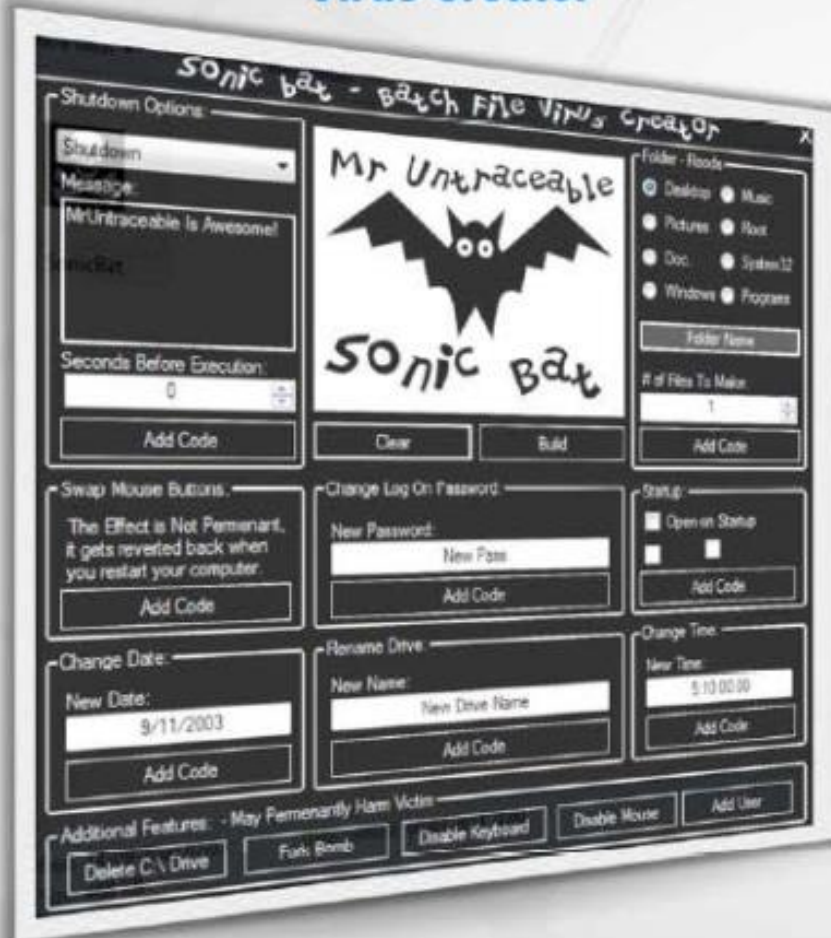 Sonic Bat - Batch File Virus Creator
X
Shutdown Options:
Shutdown
Message:
MrUntraceable Is Awesome!
Seconds Before Execution:
0
Add Code
Mr Untraceable
Sonic Bat
Clear
Build
Folder - Floods
Desktop
Music
Pictures
Root
Doc.
System32
Windows
Programs
Folder Name
# of Files To Make:
1
Add Code
Swap Mouse Buttons:
The Effect is Not Permenant,
it gets reverted back when
you restart your computer.
Add Code
Change Log On Password:
New Password:
New Pass
Add Code
Startup:
Open on Startup
Add Code
Change Date:
New Date:
9/11/2003
Add Code
Rename Drive:
New Name:
New Drive Name
Add Code
Change Time:
New Time:
5:10:00.00
Add Code
Additional Features: - May Permenantly Harm Victim
Delete C:\ Drive
Fork Bomb
Disable Keyboard
Disable Mouse
Add User